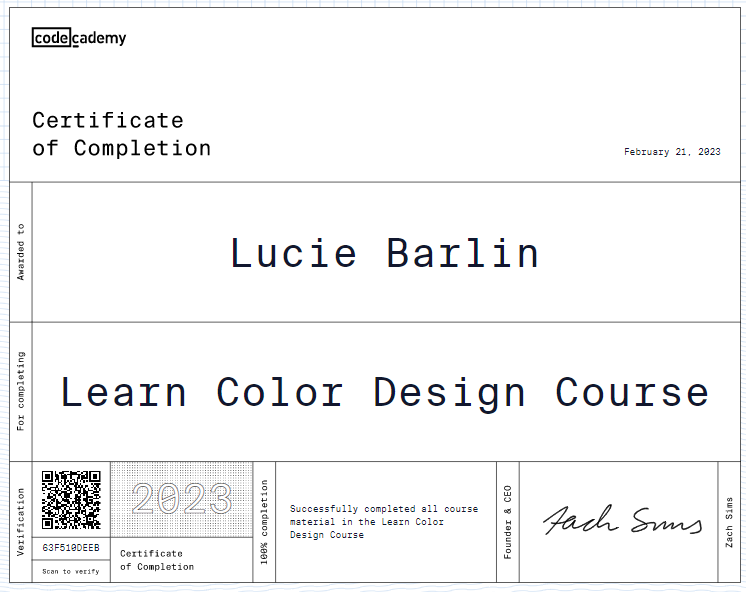 codecademy
Certificate
of Completion
February 21, 2023
Awarded to
Lucie Barlin
For completing
Learn Color Design Course
Verification
63F510DEEB
Scan to verify
2023
Certificate
of Completion
100% completion
Successfully completed all course
material in the Learn Color
Design Course
Founder & CEO
Zach Sims
Zach Sims